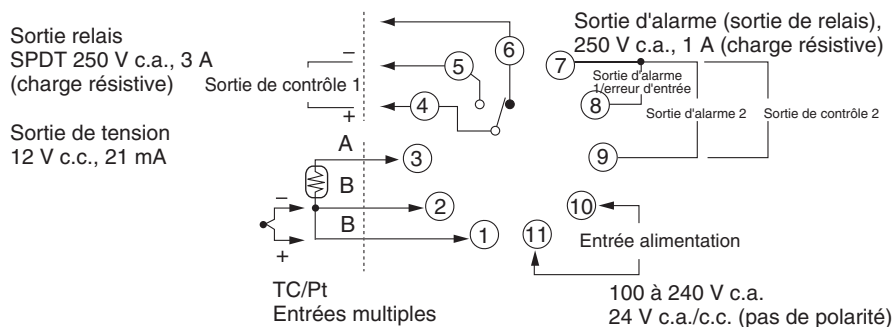 Sortie relais
SPDT 250 V c.a., 3 A
(charge résistive)
Sortie de tension
12 V c.c., 21 mA
Sortie de contrôle 1
–
+
A
B
B
–
+
TC/Pt
Entrées multiples
6
5
4
3
2
1
Sortie d'alarme (sortie de relais),
250 V c.a., 1 A (charge résistive)
7
Sortie d'alarme
1/erreur d'entrée
8
Sortie d'alarme 2
Sortie de contrôle 2
9
10
11
Entrée alimentation
100 à 240 V c.a.
24 V c.a./c.c. (pas de polarité)